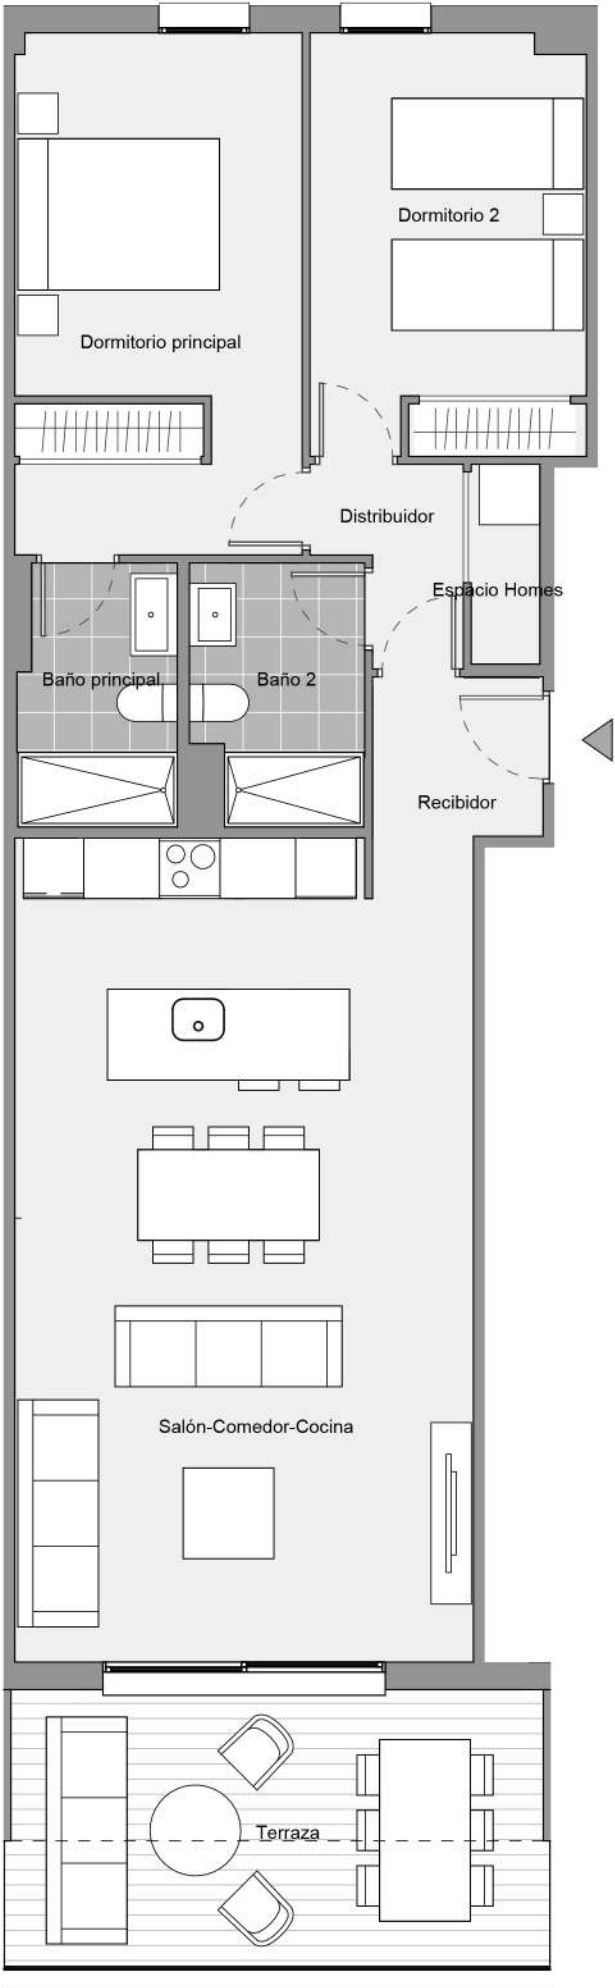 Dormitorio 2
Dormitorio principal
Distribuidor
Espacio Homes
Baño principal
Baño 2
Recibidor
Salón-Comedor-Cocina
Terraza